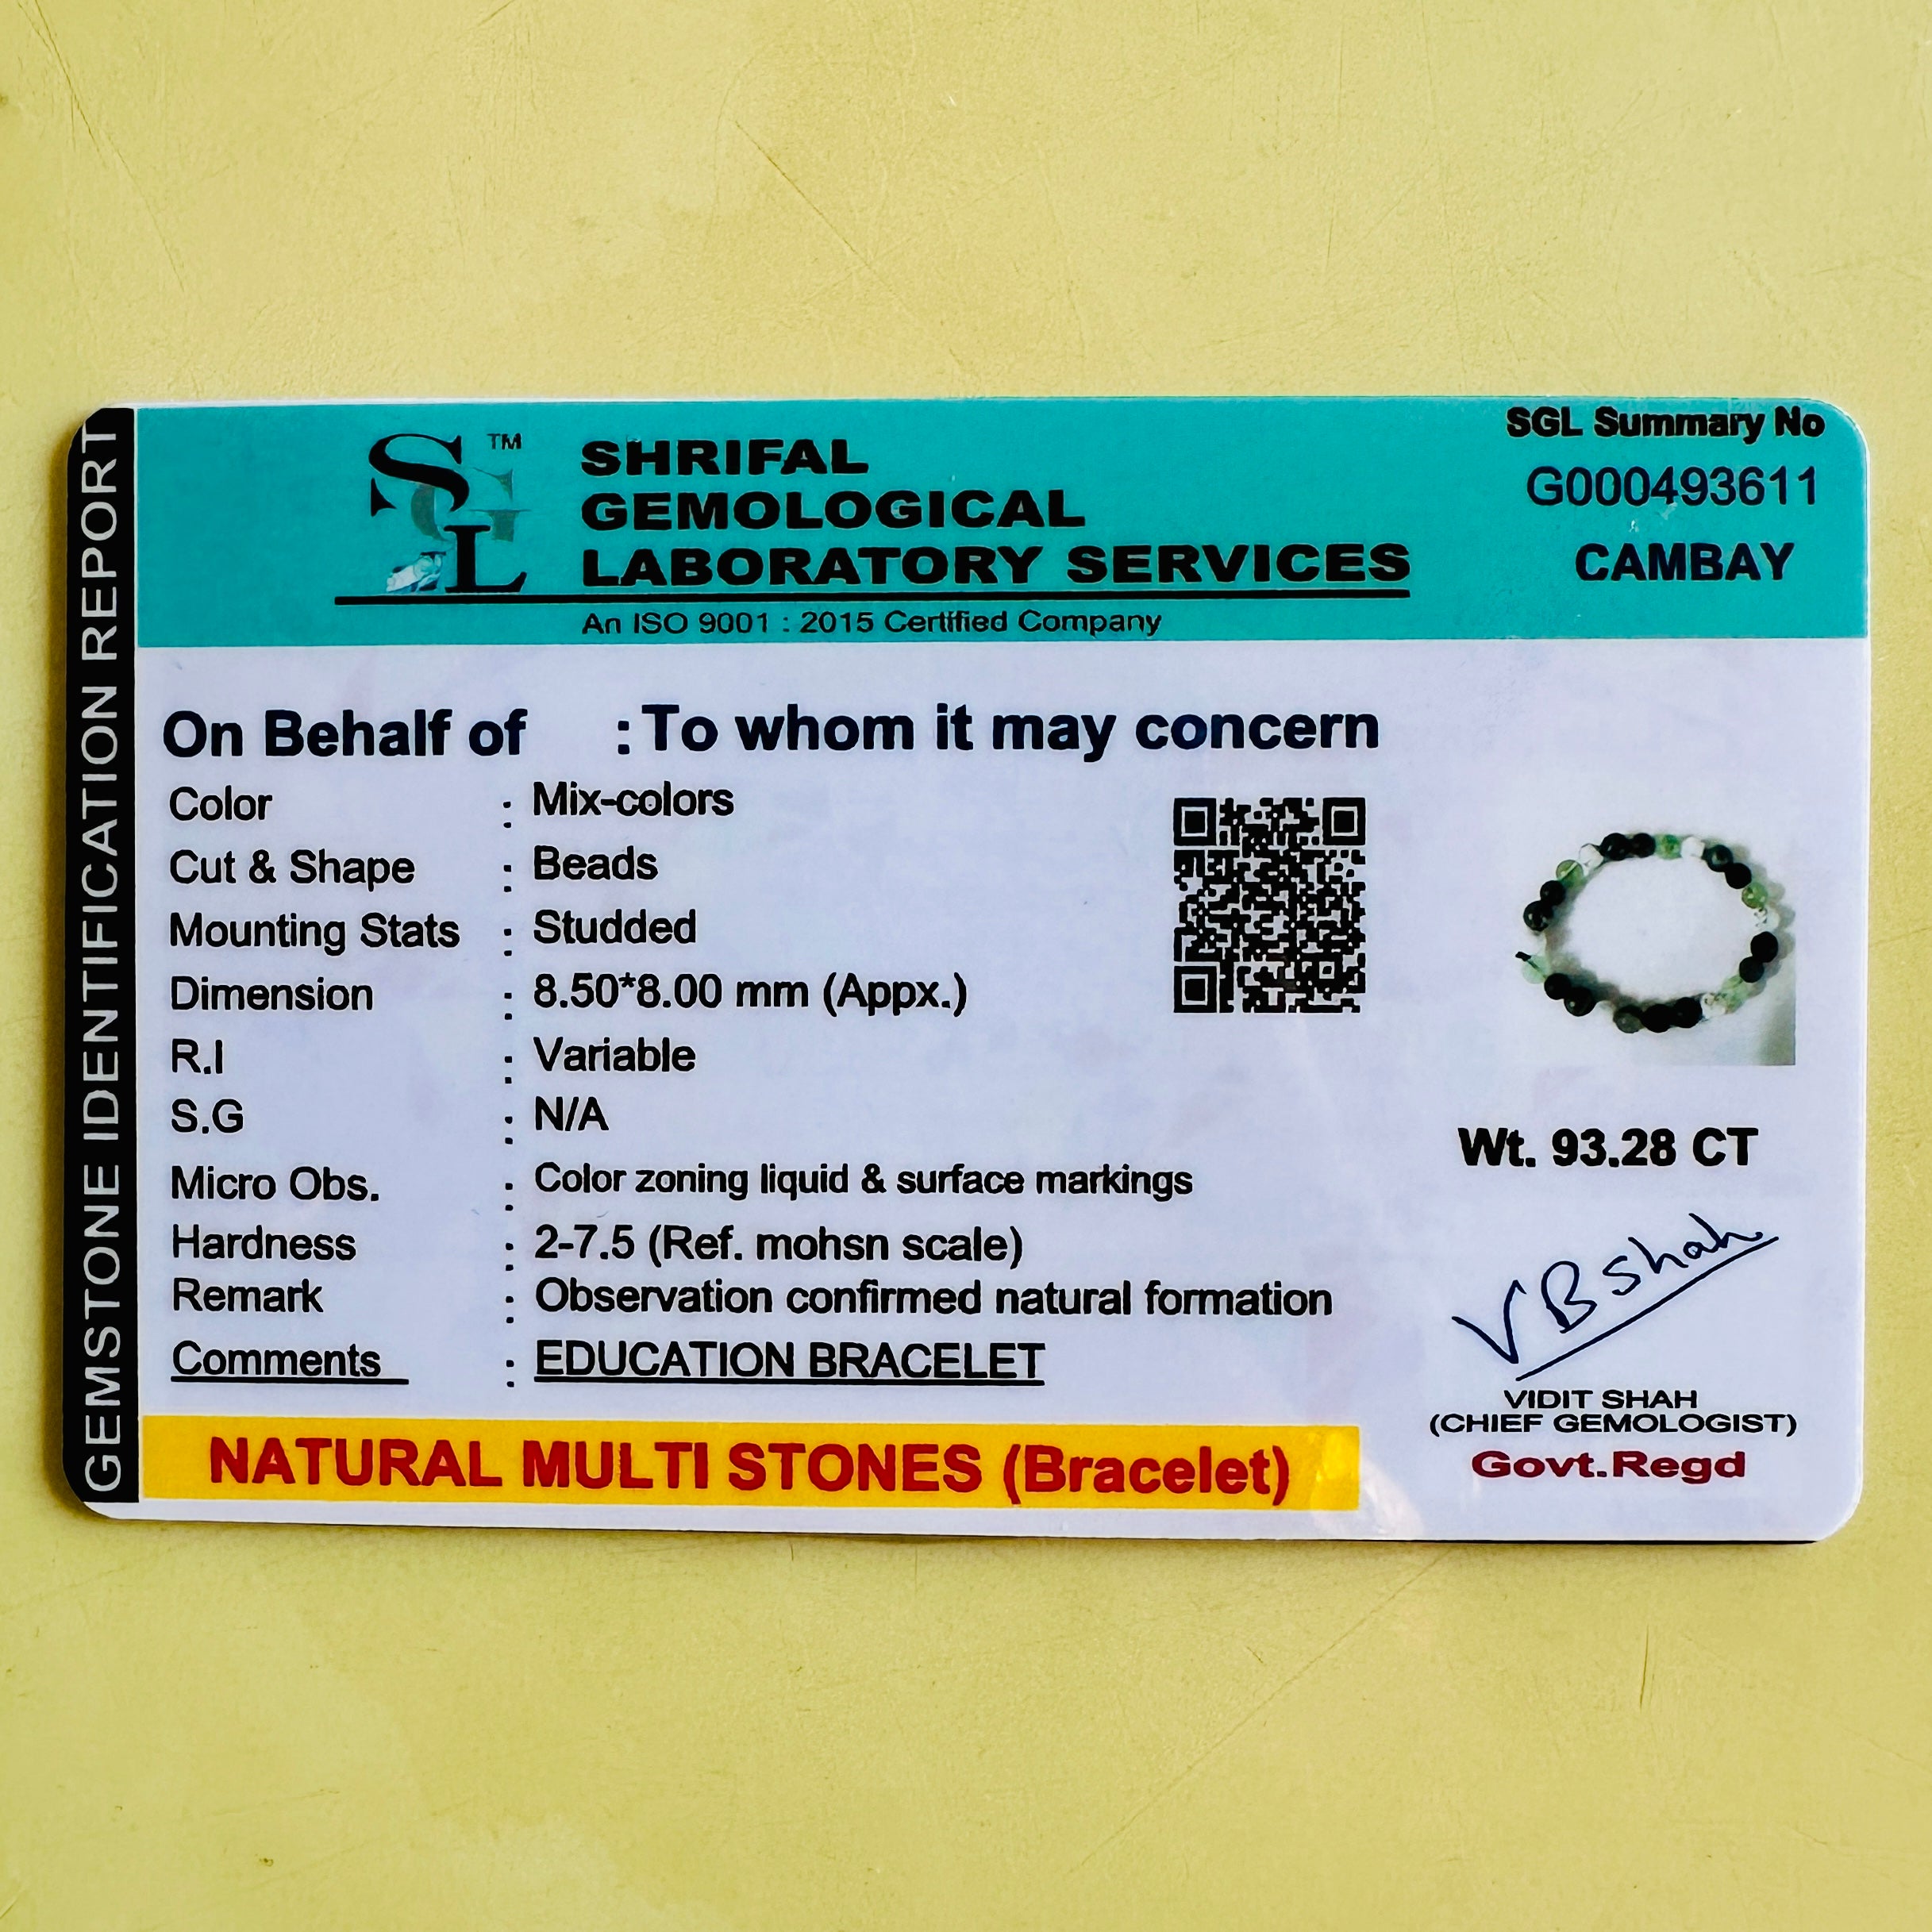 GEMSTONE IDENTIFICATION REPORT
SGL
TM
SHRIFAL
GEMOLOGICAL
LABORATORY SERVICES
An ISO 9001 : 2015 Certified Company
SGL Summary No
G000493611
CAMBAY
On Behalf of : To whom it may concern
Color : Mix-colors
Cut & Shape : Beads
Mounting Stats : Studded
Dimension : 8.50*8.00 mm (Appx.)
R.I : Variable
S.G : N/A
Micro Obs. : Color zoning liquid & surface markings
Hardness : 2-7.5 (Ref. mohsn scale)
Remark : Observation confirmed natural formation
Comments : EDUCATION BRACELET
NATURAL MULTI STONES (Bracelet)
Wt. 93.28 CT
VBshah
VIDIT SHAH
(CHIEF GEMOLOGIST)
Govt.Regd